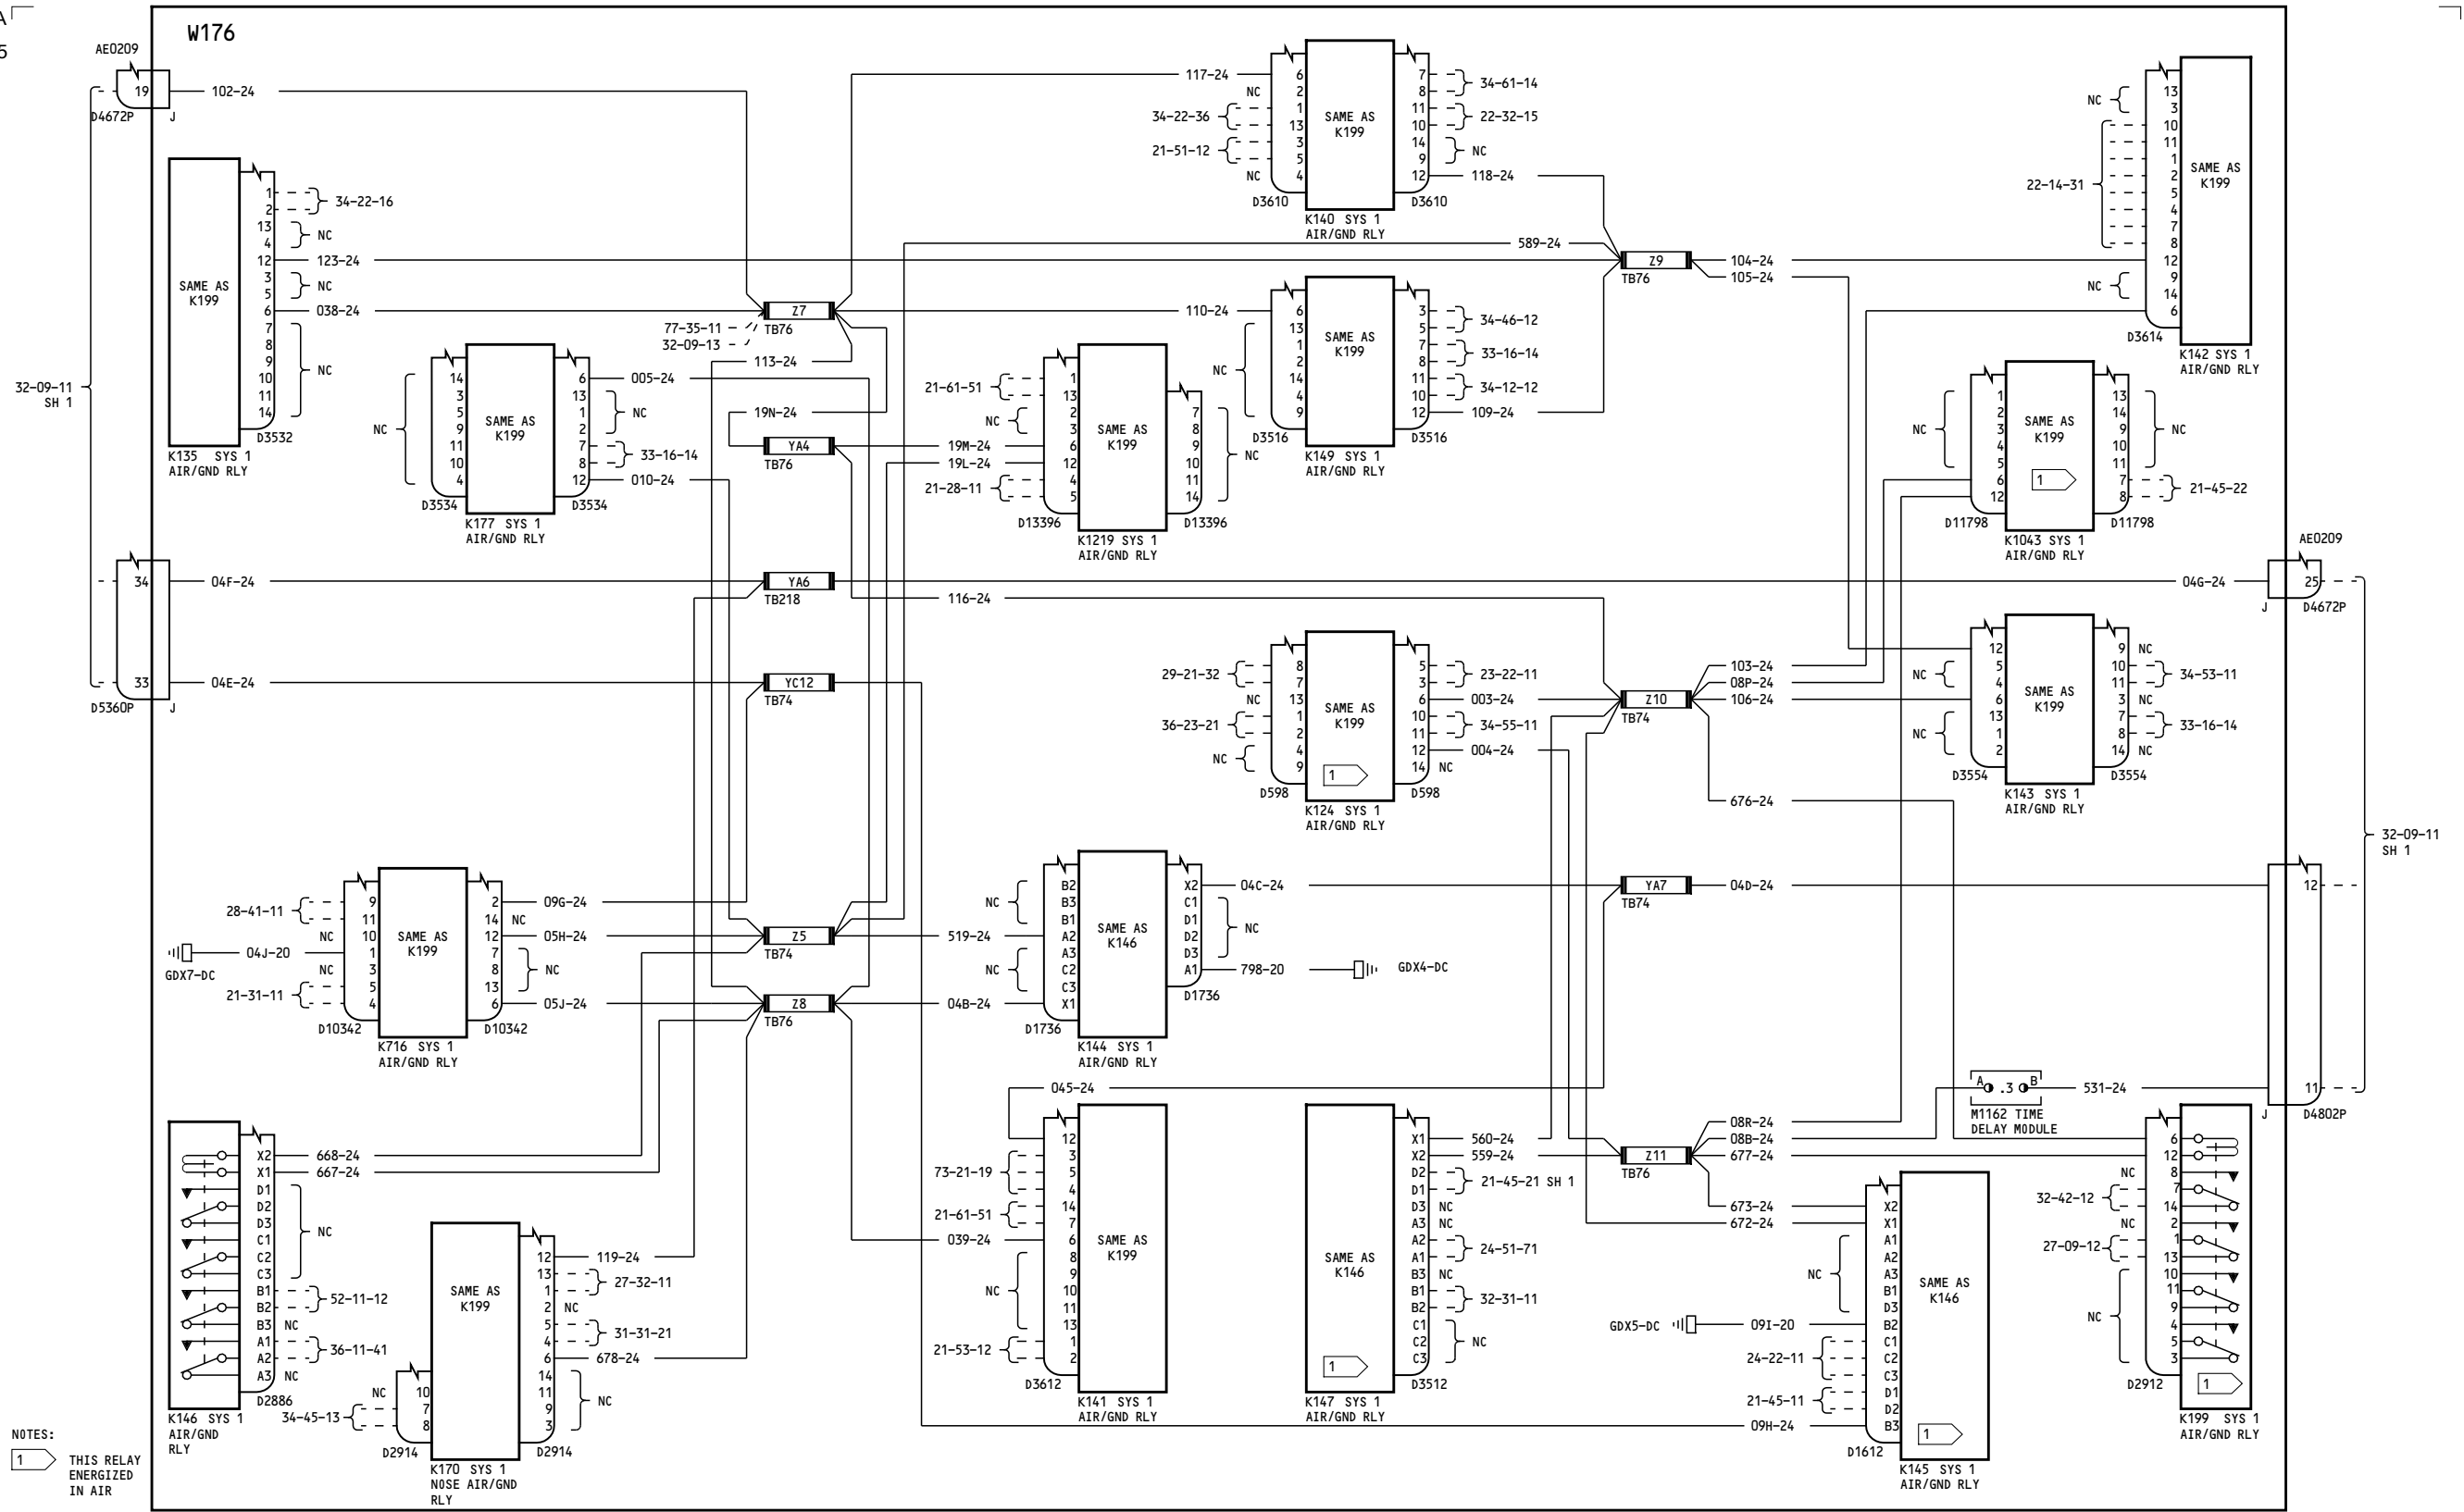 A
5
W176
AE0209
19
102-24
D4672P
J
SAME AS
K199
1
2
34-22-16
13
4
NC
12
123-24
3
5
NC
6
038-24
7
8
9
10
11
14
NC
D3532
K135 SYS 1
AIR/GND RLY
32-09-11
SH 1
34
04F-24
33
04E-24
D5360P
J
14
3
5
9
11
10
4
NC
D3534
SAME AS
K199
6
005-24
13
1
2
NC
7
8
33-16-14
12
010-24
D3534
K177 SYS 1
AIR/GND RLY
Z7
TB76
77-35-11
32-09-13
113-24
19N-24
YA4
TB76
YA6
TB218
YC12
TB74
Z5
TB74
Z8
TB76
117-24
6
NC
2
34-22-36
1
13
21-51-12
3
5
NC
4
D3610
SAME AS
K199
7
8
34-61-14
11
10
22-32-15
14
9
NC
12
118-24
D3610
K140 SYS 1
AIR/GND RLY
589-24
110-24
6
13
1
2
14
4
9
NC
D3516
SAME AS
K199
3
5
34-46-12
7
8
33-16-14
11
10
34-12-12
12
109-24
D3516
K149 SYS 1
AIR/GND RLY
21-61-51
1
13
NC
2
3
19M-24
6
19L-24
12
21-28-11
4
5
D13396
SAME AS
K199
7
8
9
10
11
14
NC
D13396
K1219 SYS 1
AIR/GND RLY
116-24
Z9
TB76
104-24
105-24
NC
13
3
22-14-31
10
11
1
2
5
4
7
8
12
NC
9
14
6
D3614
SAME AS
K199
K142 SYS 1
AIR/GND RLY
NC
1
2
3
4
5
6
12
D11798
SAME AS
K199
1
13
14
9
10
11
NC
7
8
21-45-22
D11798
K1043 SYS 1
AIR/GND RLY
AE0209
04G-24
25
J
D4672P
29-21-32
8
7
NC
13
36-23-21
1
2
NC
4
9
D598
SAME AS
K199
1
5
3
23-22-11
6
003-24
10
11
34-55-11
12
004-24
14
NC
D598
K124 SYS 1
AIR/GND RLY
Z10
TB74
103-24
08P-24
106-24
676-24
12
NC
5
4
6
NC
13
1
2
D3554
SAME AS
K199
9
NC
10
11
34-53-11
3
NC
7
8
33-16-14
14
NC
D3554
K143 SYS 1
AIR/GND RLY
32-09-11
SH 1
28-41-11
9
11
NC
10
04J-20
GDX7-DC
1
NC
3
21-31-11
5
4
D10342
SAME AS
K199
2
09G-24
14
NC
12
05H-24
7
8
13
NC
6
05J-24
D10342
K716 SYS 1
AIR/GND RLY
NC
B2
B3
B1
519-24
A2
NC
A3
C2
C3
04B-24
X1
D1736
SAME AS
K146
X2
04C-24
C1
D1
D2
D3
NC
A1
798-20
GDX4-DC
D1736
K144 SYS 1
AIR/GND RLY
YA7
TB74
04D-24
12
11
J
D4802P
A
.3
B
531-24
M1162 TIME
DELAY MODULE
X2
668-24
X1
667-24
D1
D2
D3
C1
C2
C3
NC
B1
B2
52-11-12
B3
NC
A1
A2
36-11-41
A3
NC
D2886
K146 SYS 1
AIR/GND
RLY
NC
10
34-45-13
7
8
D2914
SAME AS
K199
12
119-24
13
1
27-32-11
2
NC
5
4
31-31-21
6
678-24
14
11
9
3
NC
D2914
K170 SYS 1
NOSE AIR/GND
RLY
045-24
12
73-21-19
3
5
4
21-61-51
14
7
039-24
6
NC
8
9
10
11
13
21-53-12
1
2
D3612
SAME AS
K199
K141 SYS 1
AIR/GND RLY
SAME AS
K146
1
X1
560-24
X2
559-24
D2
D1
21-45-21 SH 1
D3
NC
A3
NC
A2
A1
24-51-71
B3
NC
B1
B2
32-31-11
C1
C2
C3
NC
D3512
K147 SYS 1
AIR/GND RLY
Z11
TB76
08R-24
08B-24
677-24
673-24
672-24
X2
X1
NC
A1
A2
A3
B1
D3
GDX5-DC
09I-20
B2
24-22-11
C1
C2
C3
21-45-11
D1
D2
09H-24
B3
D1612
SAME AS
K146
1
K145 SYS 1
AIR/GND RLY
6
12
NC
8
32-42-12
7
14
NC
2
27-09-12
1
13
NC
10
11
9
4
5
3
D2912
1
K199 SYS 1
AIR/GND RLY
NOTES:
1
THIS RELAY
ENERGIZED
IN AIR